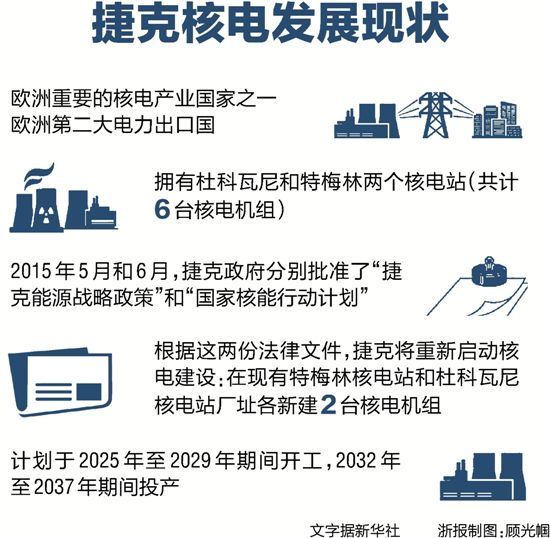 捷克核电发展现状
欧洲重要的核电产业国家之一
欧洲第二大电力出口国
拥有杜科瓦尼和特梅林两个核电站(共计
6台核电机组)
2015年5月和6月,捷克政府分别批准了“捷
克能源战略政策”和“国家核能行动计划”
根据这两份法律文件,捷克将重新启动核
电建设:在现有特梅林核电站和杜科瓦尼
核电站厂址各新建2台核电机组
计划于2025年至2029年期间开工,2032年
至2037年期间投产
文字据新华社 浙报制图:顾光帼